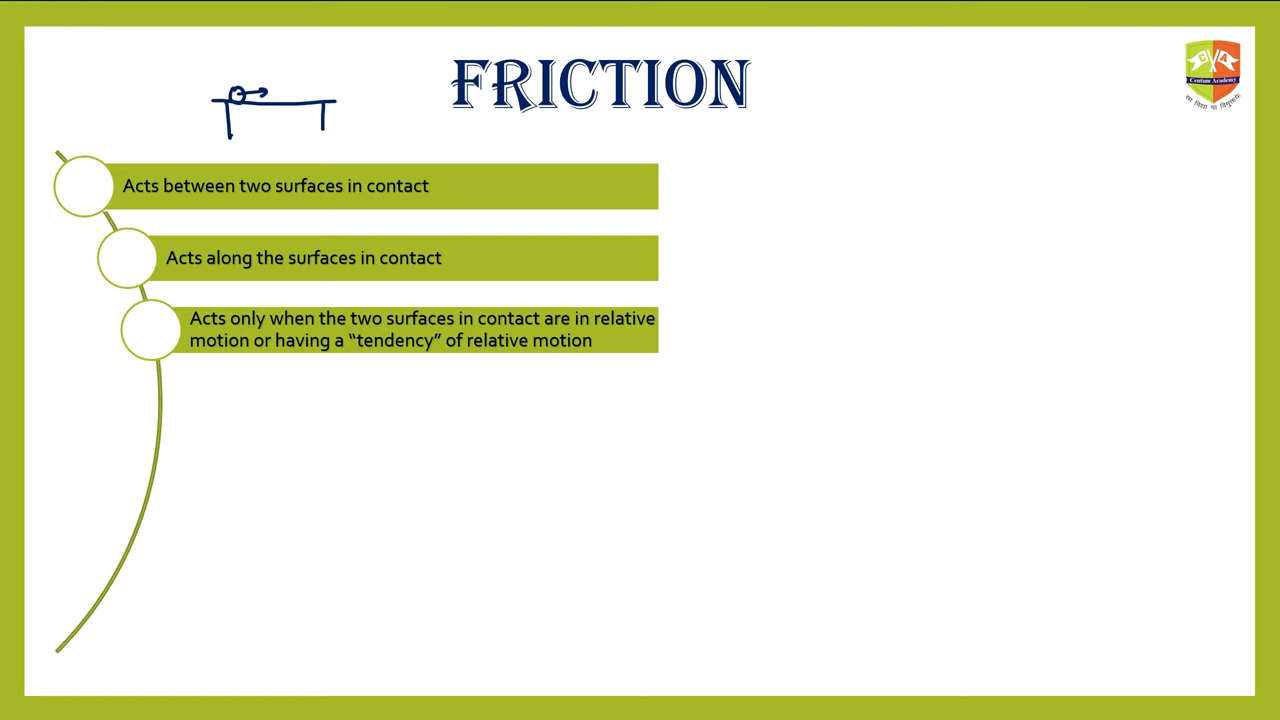 FRICTION
Centum Academy
सा विद्या या विमुक्तये
Acts between two surfaces in contact
Acts along the surfaces in contact
Acts only when the two surfaces in contact are in relative
motion or having a “tendency” of relative motion